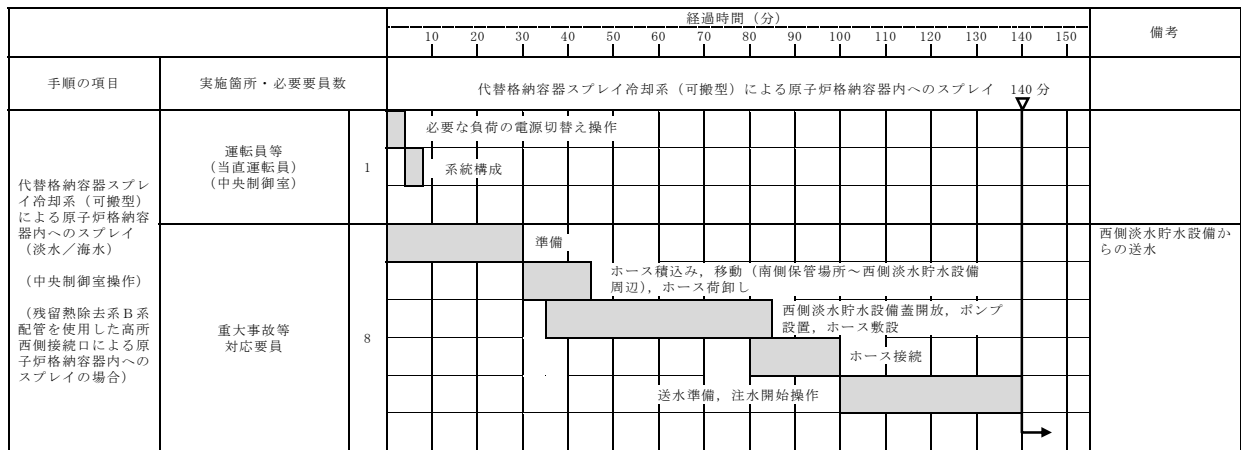 経過時間（分）
備考
10 20 30 40 50 60 70 80 90 100 110 120 130 140 150
手順の項目
実施箇所・必要要員数
代替格納容器スプレイ冷却系（可搬型）による原子炉格納容器内へのスプレイ 140分
代替格納容器スプレ
イ冷却系（可搬型）
による原子炉格納容
器内へのスプレイ
（淡水／海水）
（中央制御室操作）
（残留熱除去系Ｂ系
配管を使用した高所
西側接続口による原
子炉格納容器内への
スプレイの場合）
運転員等
（当直運転員）
（中央制御室）
1
必要な負荷の電源切替え操作
系統構成
重大事故等
対応要員
8
準備
ホース積込み，移動（南側保管場所～西側淡水貯水設備
周辺），ホース荷卸し
西側淡水貯水設備蓋開放，ポンプ
設置，ホース敷設
ホース接続
送水準備，注水開始操作
西側淡水貯水設備か
らの送水